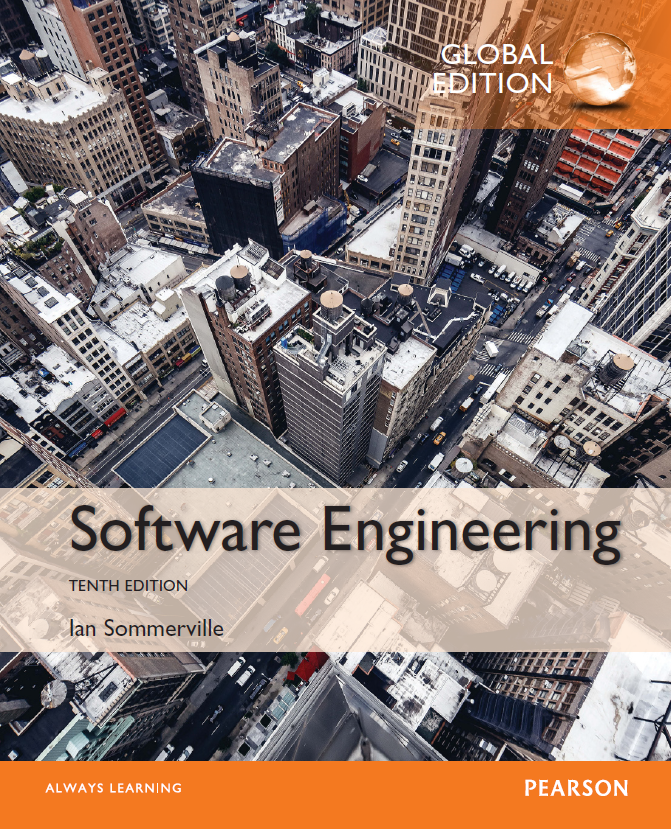 GLOBAL
EDITION
Software Engineering
TENTH EDITION
Ian Sommerville
ALWAYS LEARNING
PEARSON